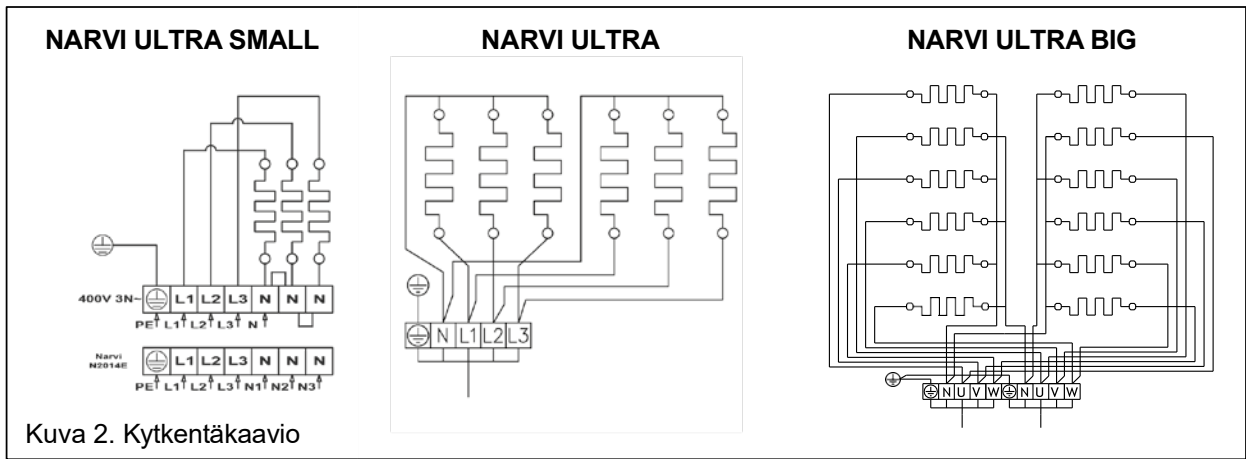 NARVI ULTRA SMALL
400V 3N~ L1 L2 L3 N N N
PE L1 L2 L3 N
Narvi
N2014E L1 L2 L3 N N N
PE L1 L2 L3 N1 N2 N3
NARVI ULTRA
N L1 L2 L3
NARVI ULTRA BIG
N U V W N U V W
Kuva 2. Kytkentäkaavio